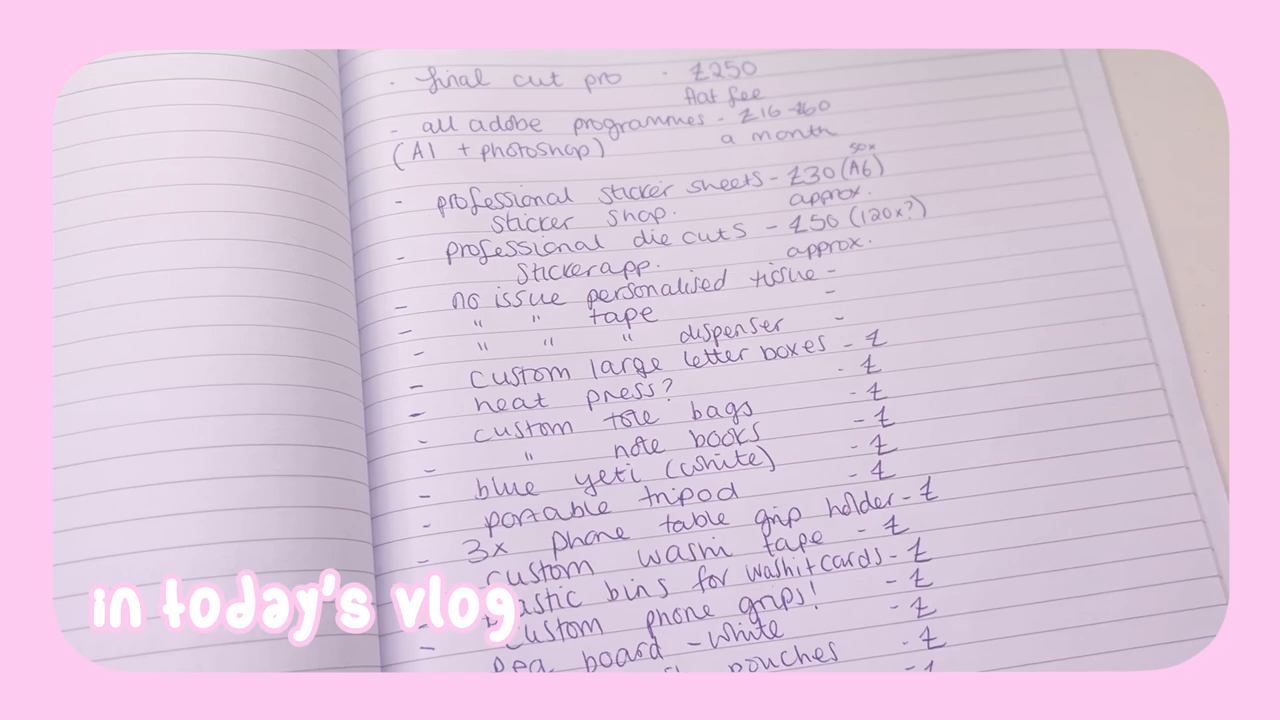 - final cut pro - £250
flat fee
- all adobe programmes - £16-£60
(AI + photoshop) a month
50x
- professional sticker sheets - £30 (A6)
sticker shop. approx.
- professional die cuts - £50 (120x?)
stickerapp. approx.
- no issue personalised tissue -
- " " tape -
- " " " dispenser -
- custom large letter boxes - £
- heat press? - £
- custom tote bags - £
- " note books - £
- blue yeti (white) - £
- portable tripod - £
- 3x phone table grip holder - £
custom washi tape - £
bins for washi+cards - £
- custom phone grips! - £
- peg board - white - £
pouches - £
in today's vlog